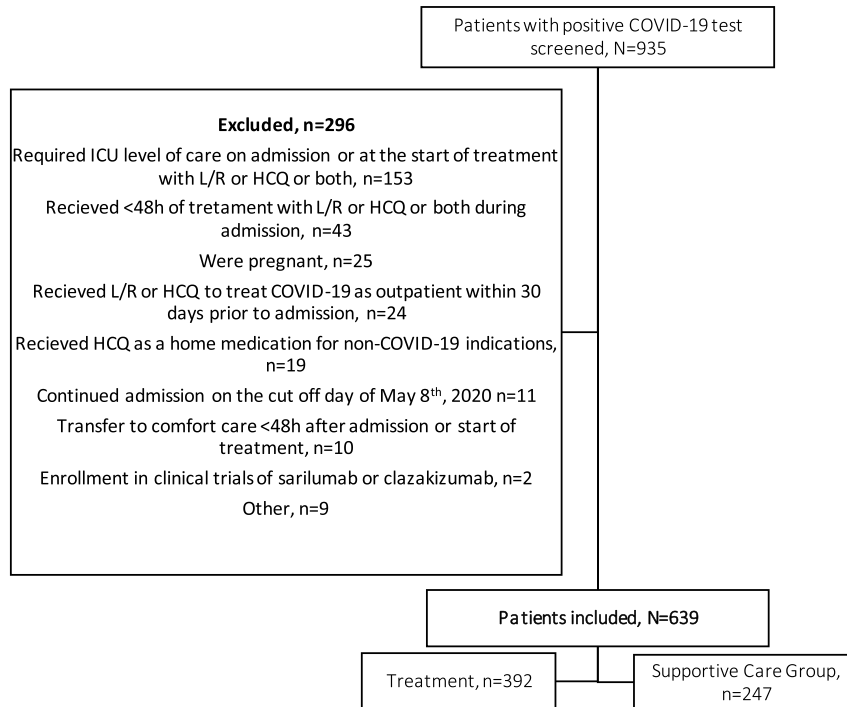 Patients with positive COVID-19 test
screened, N=935
Excluded, n=296
Required ICU level of care on admission or at the start of treatment
with L/R or HCQ or both, n=153
Recieved <48h of tretament with L/R or HCQ or both during
admission, n=43
Were pregnant, n=25
Recieved L/R or HCQ to treat COVID-19 as outpatient within 30
days prior to admission, n=24
Recieved HCQ as a home medication for non-COVID-19 indications,
n=19
Continued admission on the cut off day of May 8th, 2020 n=11
Transfer to comfort care <48h after admission or start of
treatment, n=10
Enrollment in clinical trials of sarilumab or clazakizumab, n=2
Other, n=9
Patients included, N=639
Treatment, n=392
Supportive Care Group,
n=247